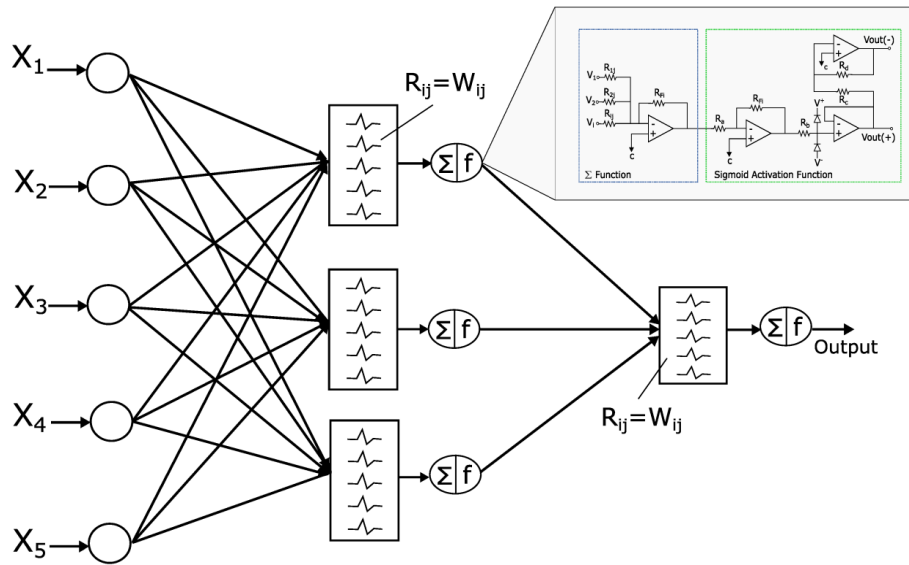 X1
X2
X3
X4
X5
Rij=Wij
Σ f
Σ f
Σ f
Rij=Wij
Σ f
Output
V1
R1j
V2
R2j
Vi
Rij
Rfi
-
+
c
Σ Function
Ra
Rfi
-
+
c
Rb
V+
V-
-
+
Vout(+)
Rc
Rd
-
+
c
Vout(-)
Sigmoid Activation Function